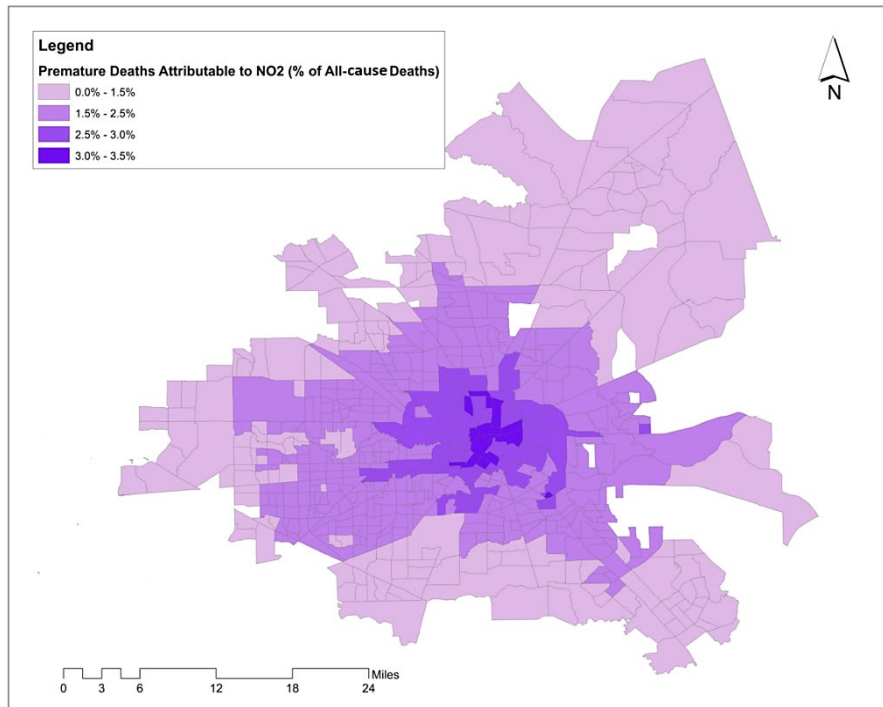 Legend
Premature Deaths Attributable to NO2 (% of All-cause Deaths)
0.0% - 1.5%
1.5% - 2.5%
2.5% - 3.0%
3.0% - 3.5%
N
Miles
0 3 6 12 18 24